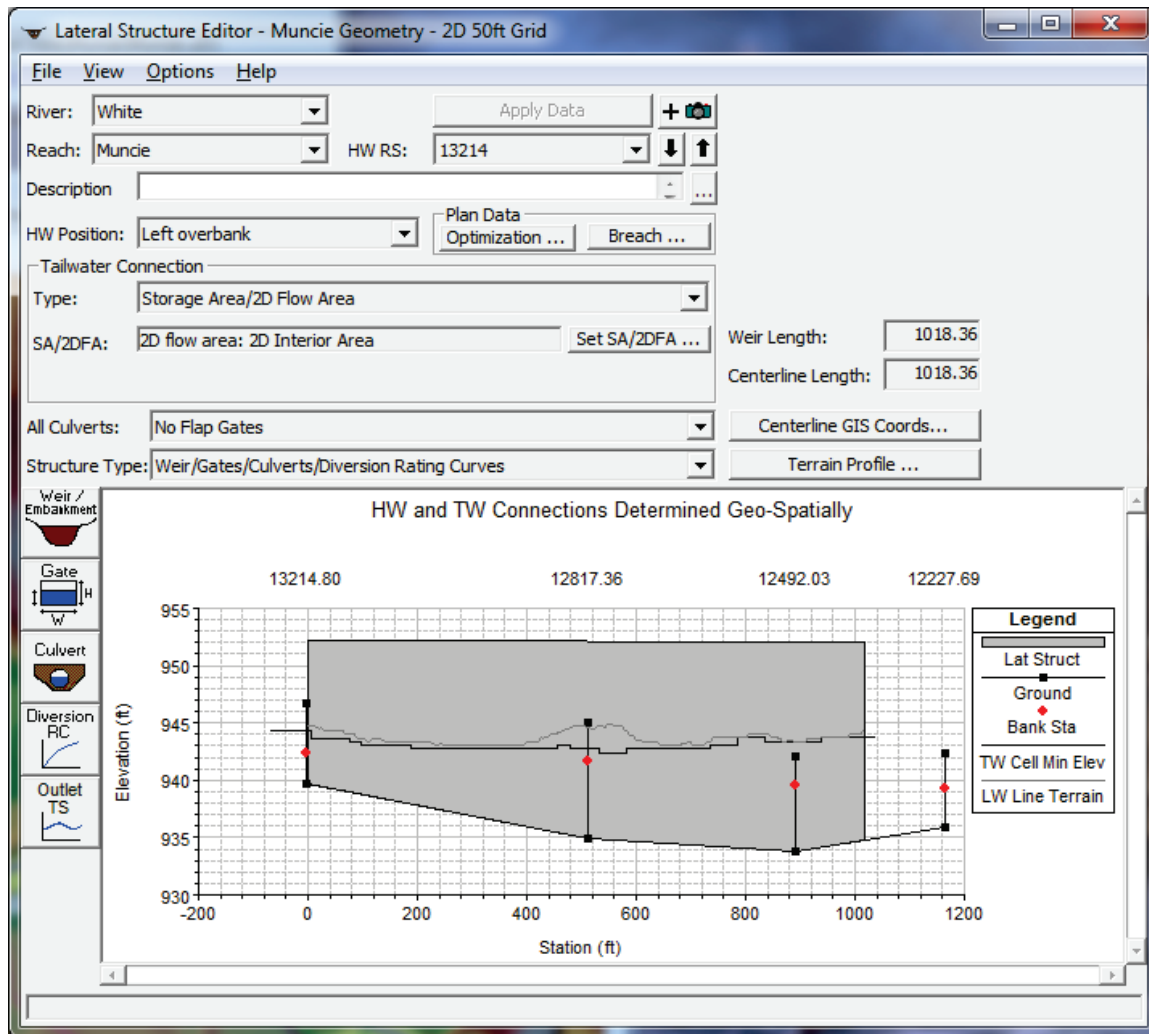 Lateral Structure Editor - Muncie Geometry - 2D 50ft Grid
File View Options Help
River: White Apply Data
Reach: Muncie HW RS: 13214
Description ...
HW Position: Left overbank
Plan Data
Optimization ... Breach ...
Tailwater Connection
Type: Storage Area/2D Flow Area
SA/2DFA: 2D flow area: 2D Interior Area Set SA/2DFA ...
Weir Length: 1018.36
Centerline Length: 1018.36
All Culverts: No Flap Gates Centerline GIS Coords...
Structure Type: Weir/Gates/Culverts/Diversion Rating Curves Terrain Profile ...
Weir /
Embankment
Gate
H
W
Culvert
Diversion
RC
Outlet
TS
HW and TW Connections Determined Geo-Spatially
13214.80 12817.36 12492.03 12227.69
955
950
945
940
935
930
Elevation (ft)
-200 0 200 400 600 800 1000 1200
Station (ft)
Legend
Lat Struct
Ground
Bank Sta
TW Cell Min Elev
LW Line Terrain